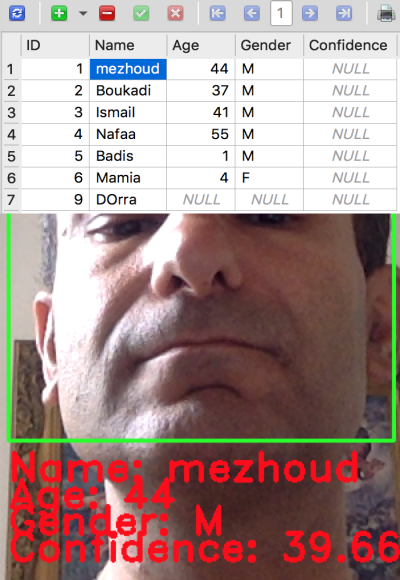 1
ID Name Age Gender Confidence
1 1 mezhoud 44 M NULL
2 2 Boukadi 37 M NULL
3 3 Ismail 41 M NULL
4 4 Nafaa 55 M NULL
5 5 Badis 1 M NULL
6 6 Mamia 4 F NULL
7 9 DOrra NULL NULL NULL
Name: mezhoud
Age: 44
Gender: M
Confidence: 39.66